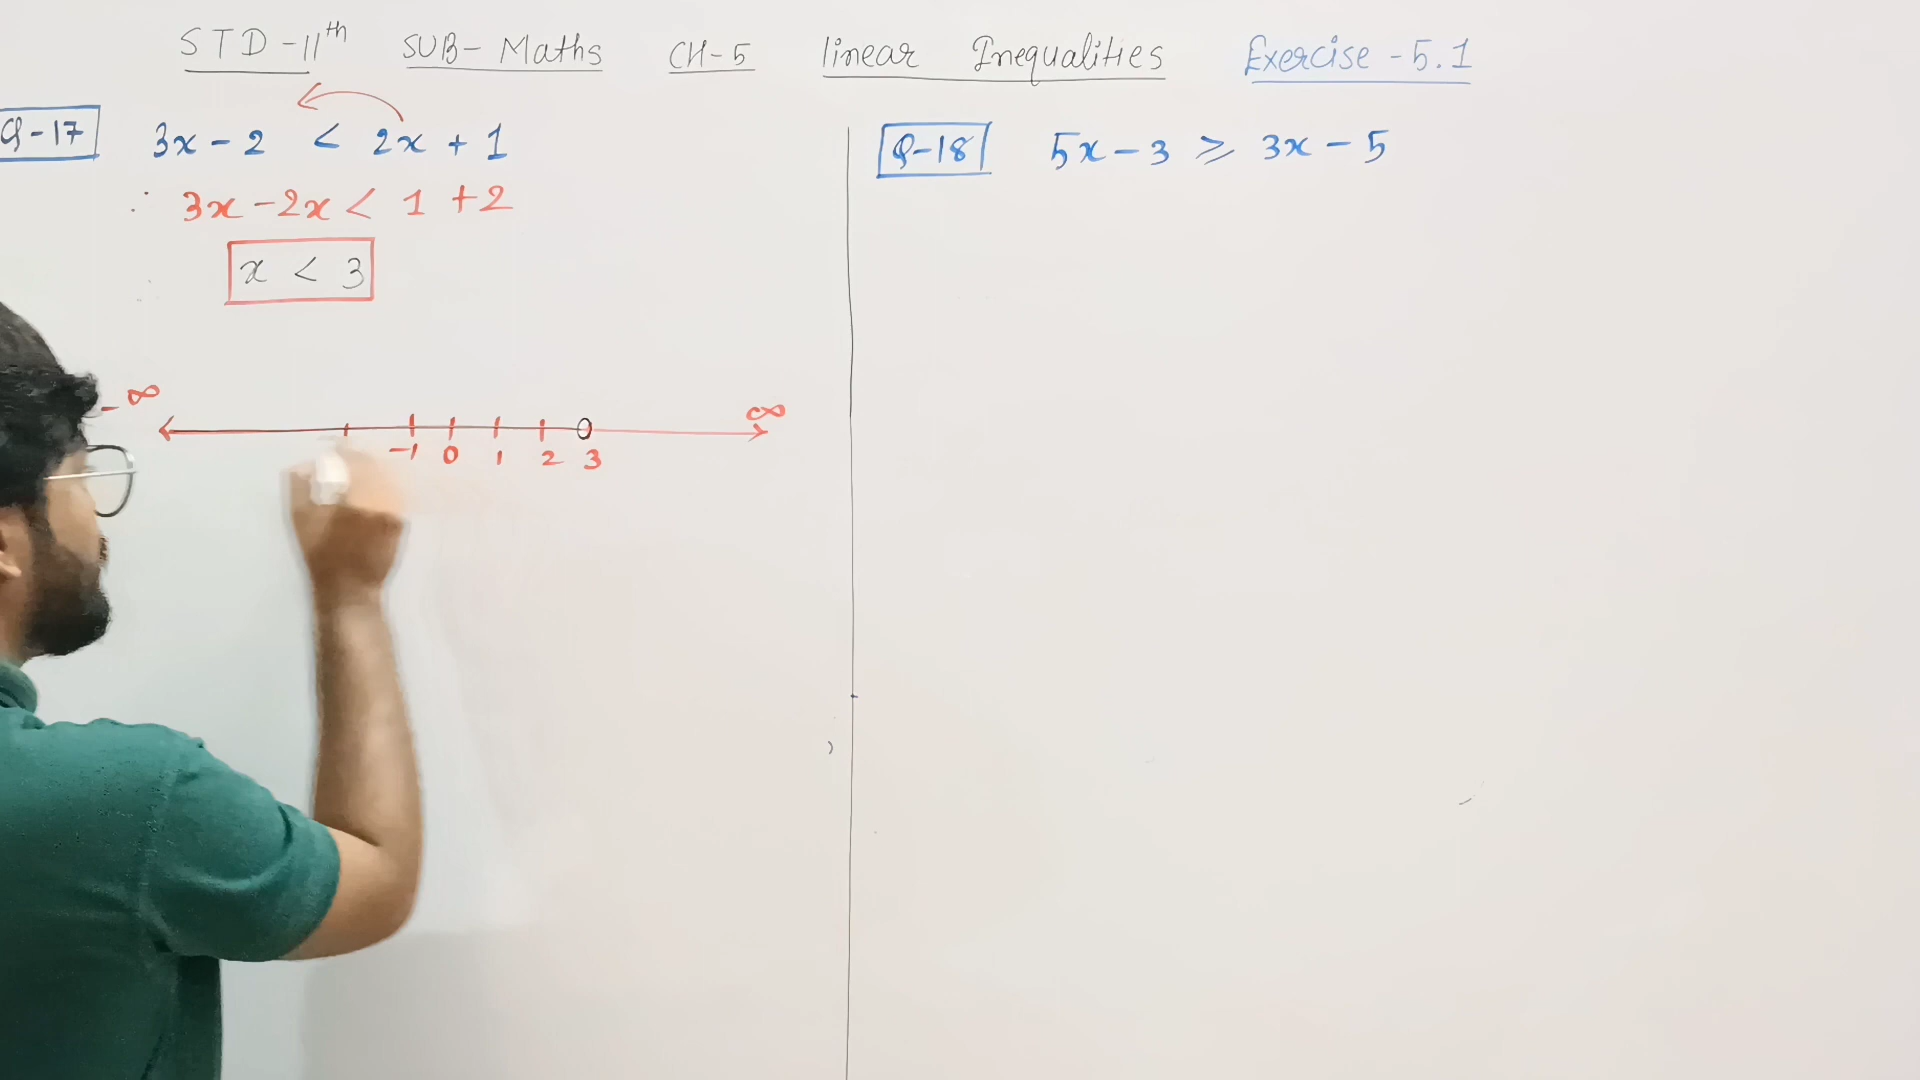 STD-11th SUB-Maths CH-5 linear Inequalities Exercise-5.1
Q-17 3x-2 < 2x+1
∴ 3x-2x < 1+2
x < 3
-∞ ∞
-1 0 1 2 3
Q-18 5x-3 ⩾ 3x-5